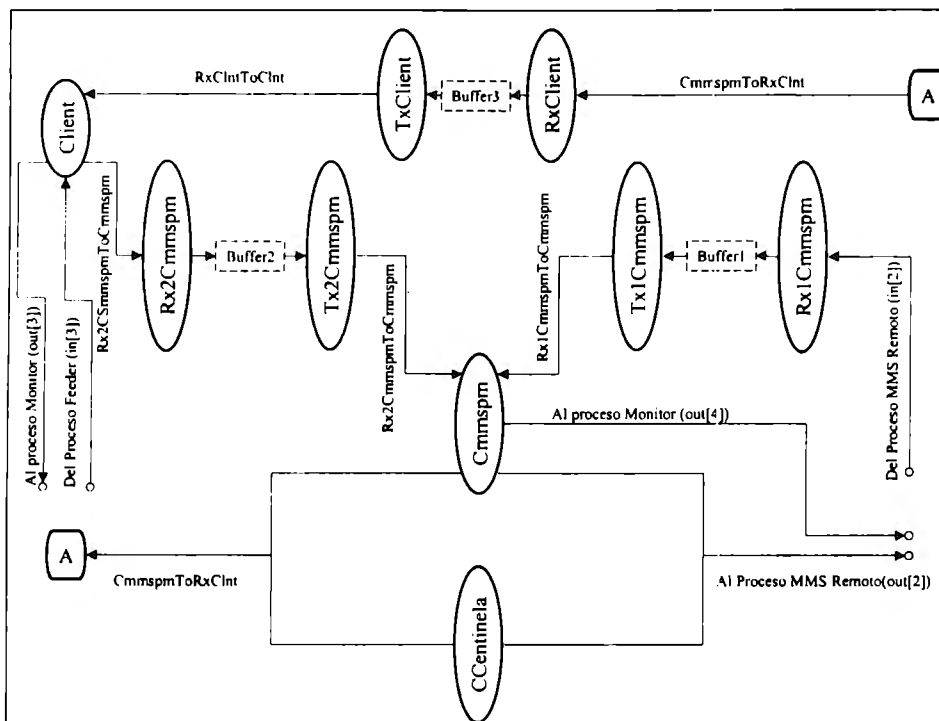 RxClntToClnt
CmmspmToRxClnt
Client
TxClient
Buffer3
RxClient
A
Rx2CSmmspmToCmmspm
Rx2Cmmspm
Buffer2
Tx2Cmmspm
Rx2CmmspmToCmmspm
Rx1CmmspmToCmmspm
Tx1Cmmspm
Buffer1
Rx1Cmmspm
Al proceso Monitor (out[3])
Del Proceso Feeder (in[3])
Del Proceso MMS Remoto (in[2])
Cmmspm
Al proceso Monitor (out[4])
A
CmmspmToRxClnt
Al Proceso MMS Remoto(out[2])
CCentinela